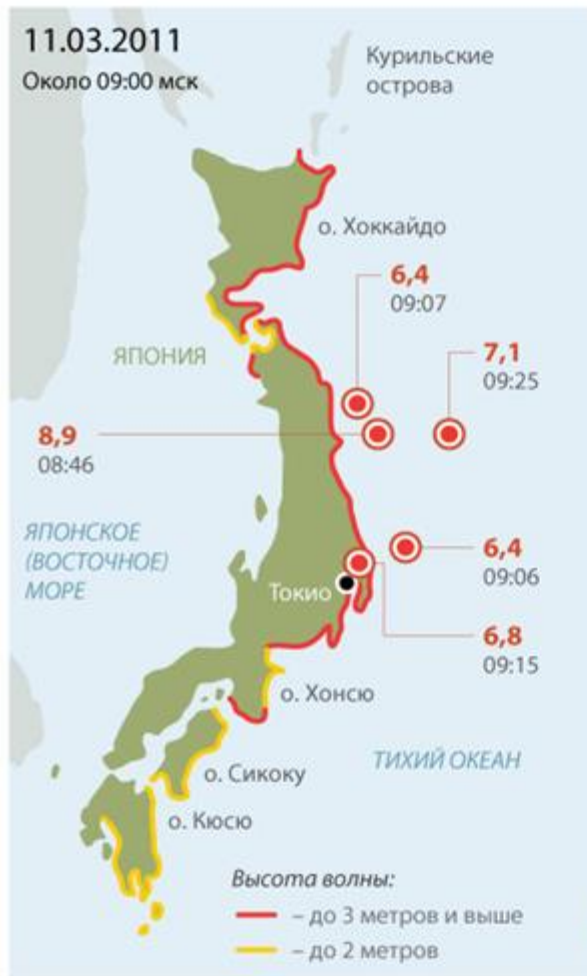 11.03.2011
Около 09:00 мск
Курильские
острова
о. Хоккайдо
6,4
09:07
ЯПОНИЯ
7,1
09:25
8,9
08:46
ЯПОНСКОЕ
(ВОСТОЧНОЕ)
МОРЕ
6,4
09:06
Токио
6,8
09:15
о. Хонсю
ТИХИЙ ОКЕАН
о. Сикоку
о. Кюсю
Высота волны:
– до 3 метров и выше
– до 2 метров